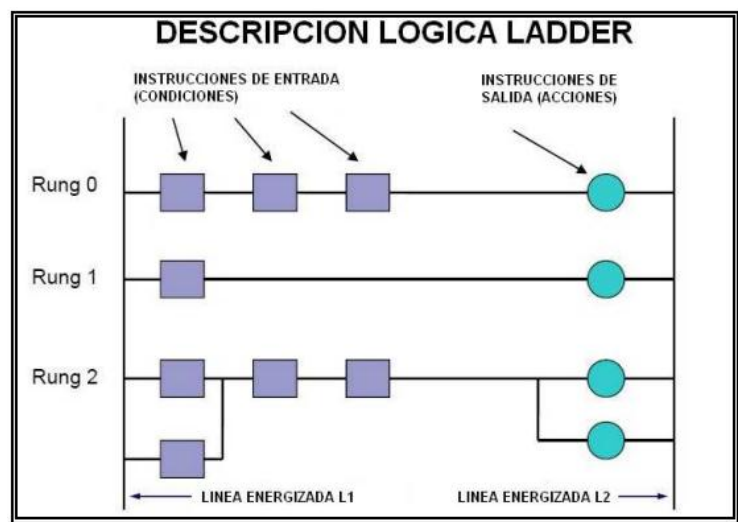 DESCRIPCION LOGICA LADDER
INSTRUCCIONES DE ENTRADA
(CONDICIONES)
INSTRUCCIONES DE
SALIDA (ACCIONES)
Rung 0
Rung 1
Rung 2
LINEA ENERGIZADA L1
LINEA ENERGIZADA L2